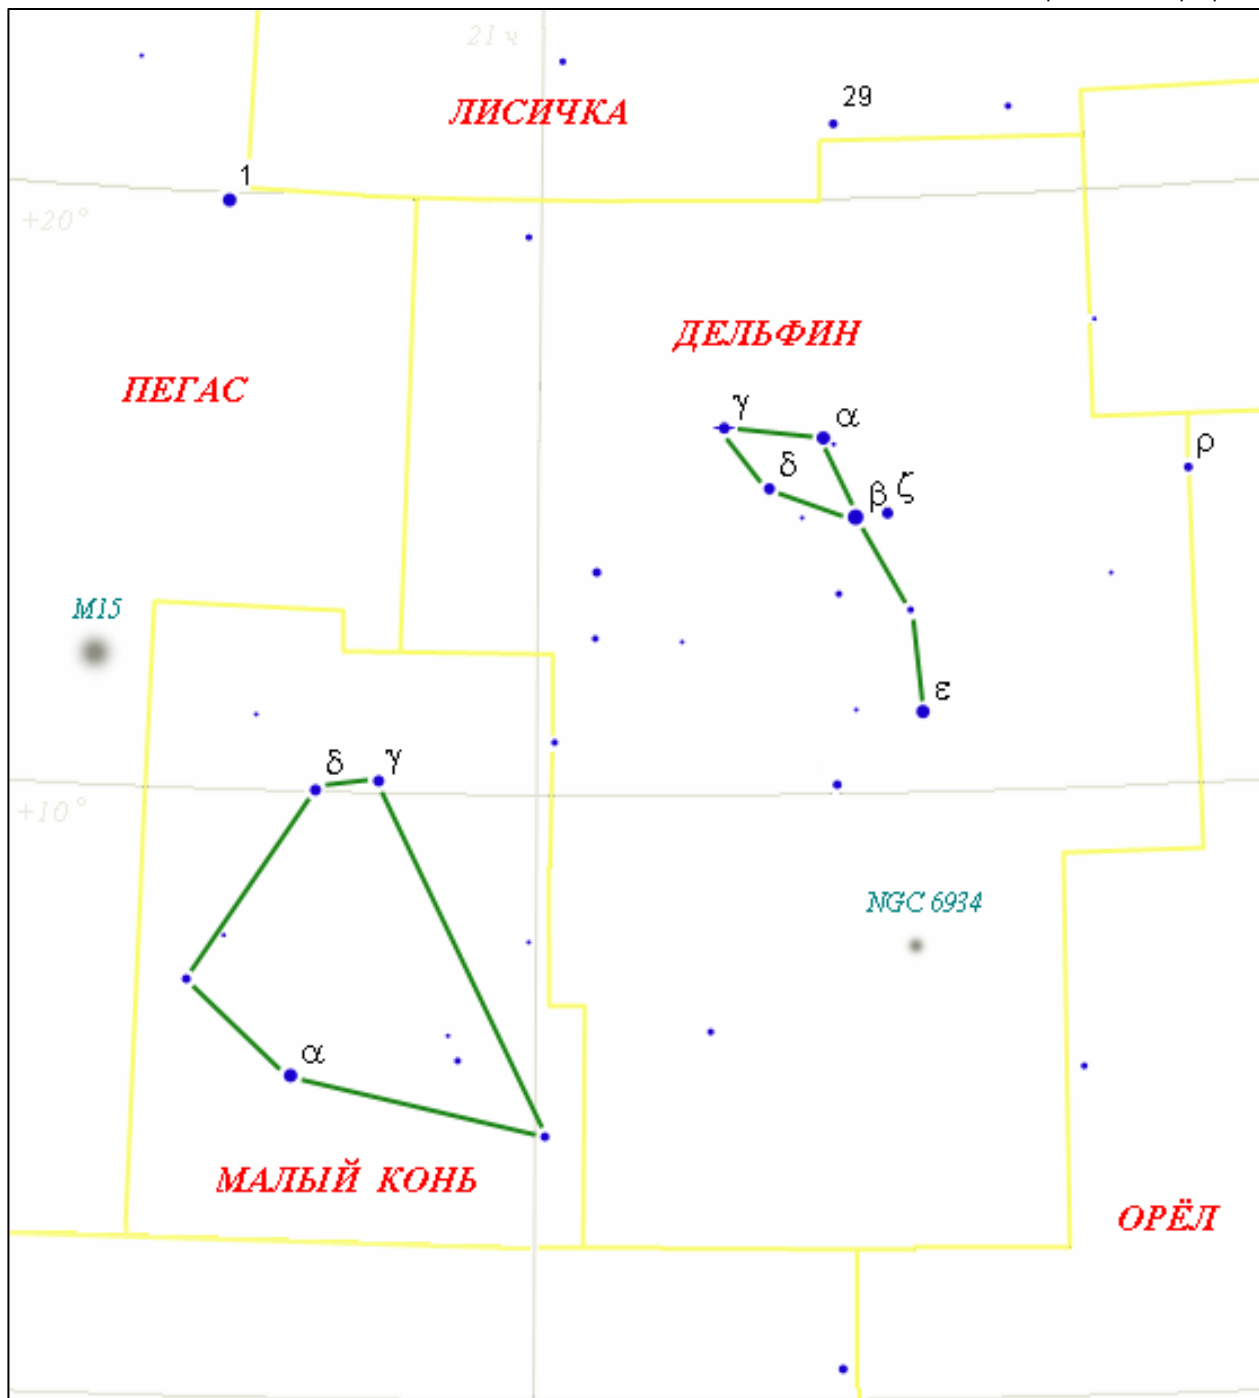 21 ч
ЛИСИЧКА
29
1
+20°
ДЕЛЬФИН
ПЕГАС
γ
α
ρ
δ
β ζ
M15
ε
δ γ
+10°
NGC 6934
α
МАЛЫЙ КОНЬ
ОРЁЛ